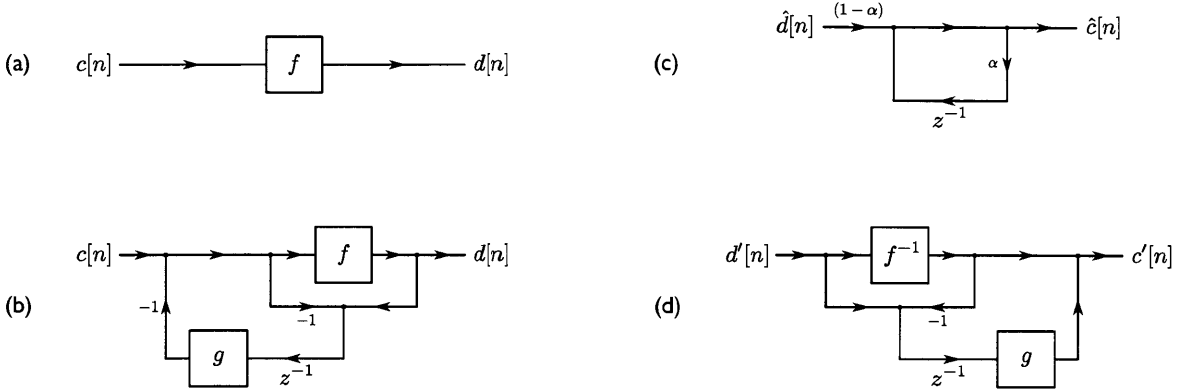 (a) c[n] f d[n]
(c) d̂[n] (1−α) ĉ[n]
α
z⁻¹
(b) c[n] f d[n]
−1
−1
g
z⁻¹
(d) d′[n] f⁻¹ c′[n]
−1
z⁻¹
g